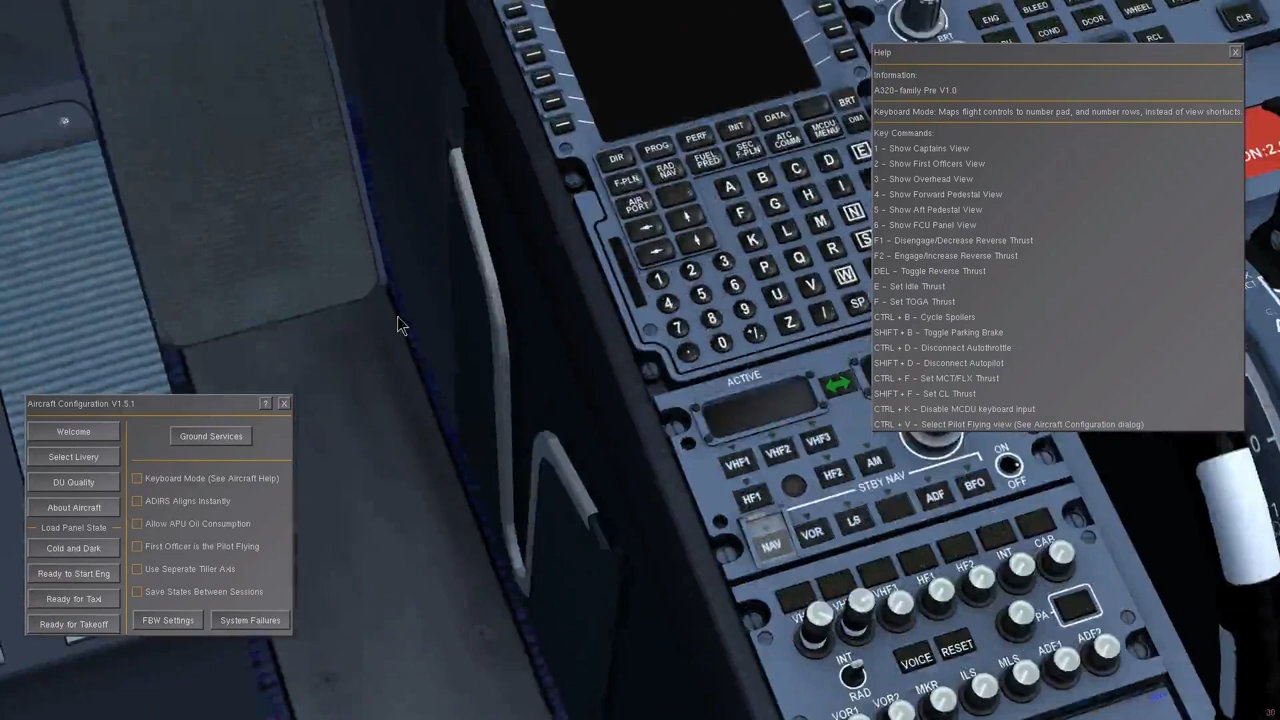 Help
X
Information:
A320-family Pre V1.0
Keyboard Mode: Maps flight controls to number pad, and number rows, instead of view shortucts
Key Commands:
1 - Show Captains View
2 - Show First Officers View
3 - Show Overhead View
4 - Show Forward Pedestal View
5 - Show Aft Pedestal View
6 - Show FCU Panel View
F1 - Disengage/Decrease Reverse Thrust
F2 - Engage/Increase Reverse Thrust
DEL - Toggle Reverse Thrust
E - Set Idle Thrust
F - Set TOGA Thrust
CTRL + B - Cycle Spoilers
SHIFT + B - Toggle Parking Brake
CTRL + D - Disconnect Autothrottle
SHIFT + D - Disconnect Autopilot
CTRL + F - Set MCT/FLX Thrust
SHIFT + F - Set CL Thrust
CTRL + K - Disable MCDU keyboard input
CTRL + V - Select Pilot Flying view (See Aircraft Configuration dialog)
Aircraft Configuration V1.5.1
? X
Welcome
Select Livery
DU Quality
About Aircraft
Load Panel State
Cold and Dark
Ready to Start Eng
Ready for Taxi
Ready for Takeoff
Ground Services
Keyboard Mode (See Aircraft Help)
ADIRS Aligns Instantly
Allow APU Oil Consumption
First Officer is the Pilot Flying
Use Seperate Tiller Axis
Save States Between Sessions
FBW Settings
System Failures
ENG BLEED
COND DOOR WHEEL
CLR
RCL
BRT
DIR PROG PERF INIT DATA BRT
F-PLN RAD NAV FUEL PRED SEC F-PLN ATC COMM MCDU MENU DIM
AIR PORT
A B C D E
F G H I
K L M N
P Q R S
U V W
Z / SP
1 2 3
4 5 6
7 8 9
. 0 +/-
ACTIVE
VHF1 VHF2 VHF3
HF1 HF2 AM
STBY NAV
NAV VOR LS ADF BFO
ON
OFF
HF1 HF2 INT CAB
PA
VOICE RESET
INT
RAD
VOR1 MKR ILS MLS ADF1 ADF2
30